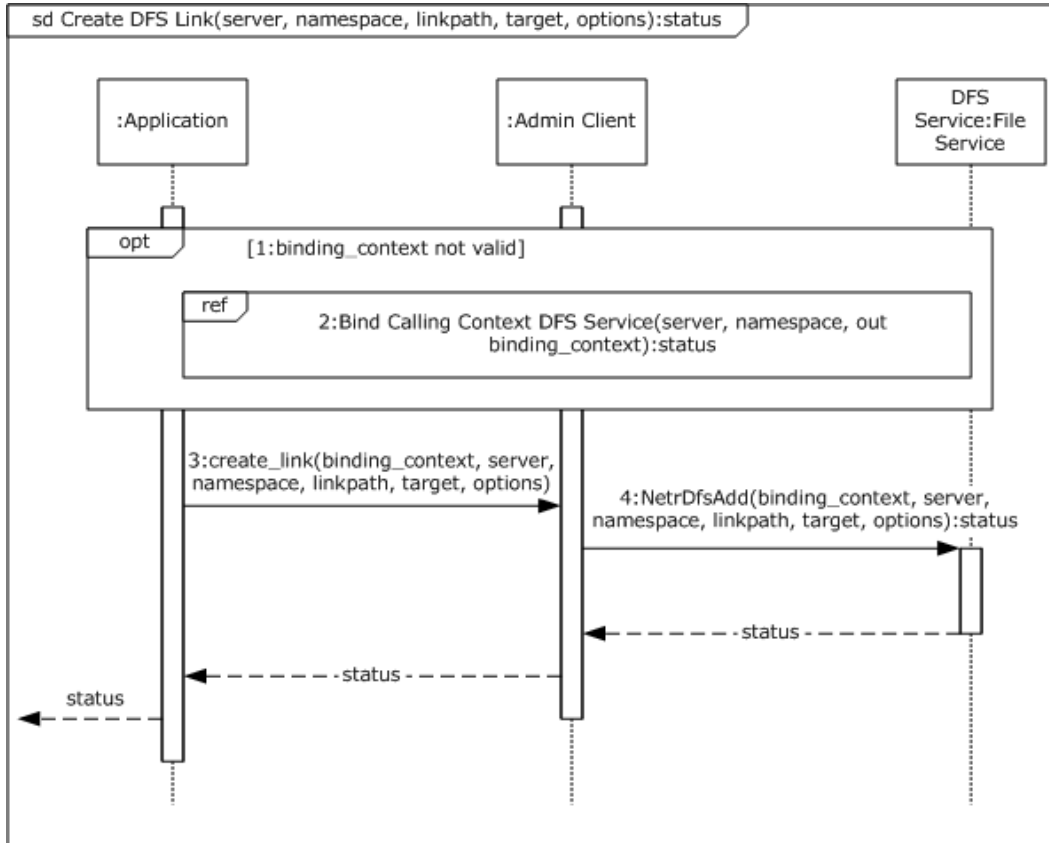 sd Create DFS Link(server, namespace, linkpath, target, options):status
:Application
:Admin Client
DFS
Service:File
Service
opt
[1:binding_context not valid]
ref
2:Bind Calling Context DFS Service(server, namespace, out
binding_context):status
3:create_link(binding_context, server,
namespace, linkpath, target, options)
4:NetrDfsAdd(binding_context, server,
namespace, linkpath, target, options):status
status
status
status